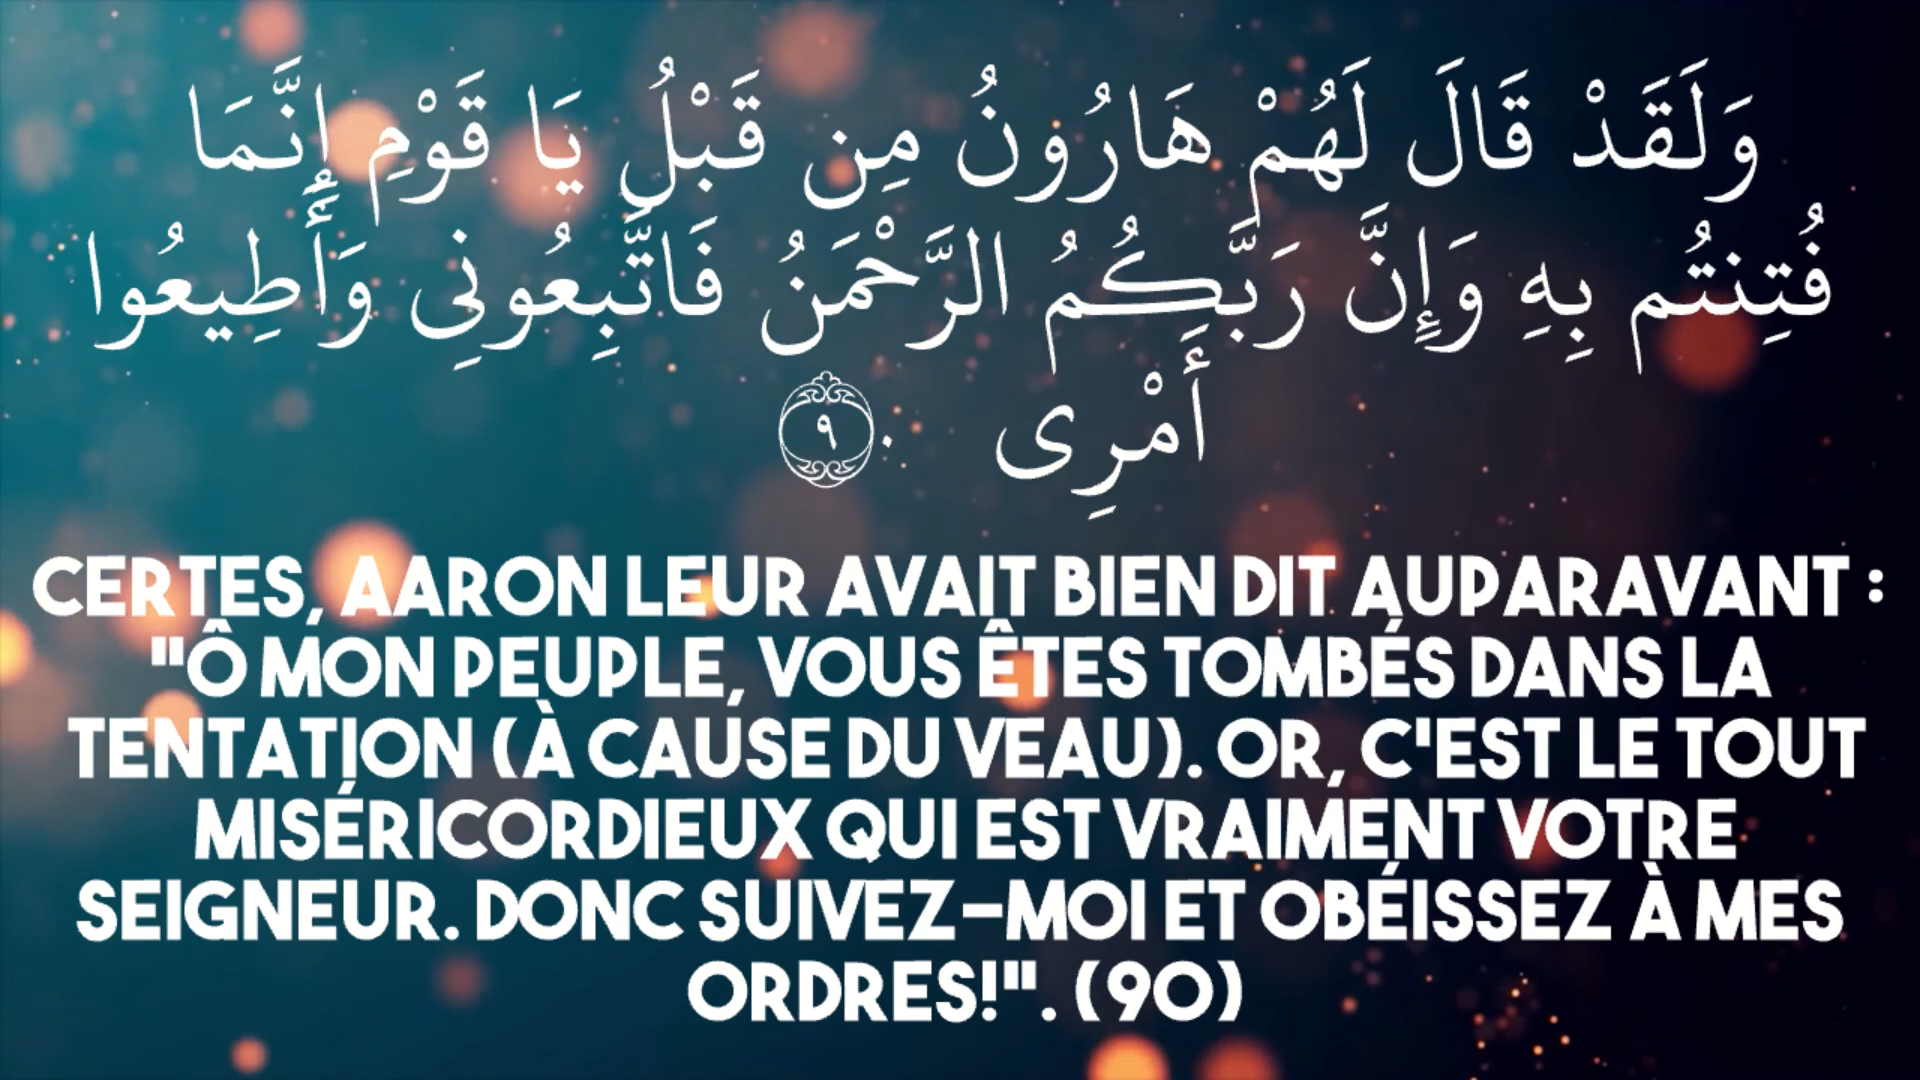 وَلَقَدْ قَالَ لَهُمْ هَارُونُ مِن قَبْلُ يَا قَوْمِ إِنَّمَا
فُتِنتُم بِهِ وَإِنَّ رَبَّكُمُ الرَّحْمَنُ فَاتَّبِعُونِى وَأَطِيعُوا
أَمْرِى ٩٠
CERTES, AARON LEUR AVAIT BIEN DIT AUPARAVANT :
"Ô MON PEUPLE, VOUS ÊTES TOMBÉS DANS LA
TENTATION (À CAUSE DU VEAU). OR, C'EST LE TOUT
MISÉRICORDIEUX QUI EST VRAIMENT VOTRE
SEIGNEUR. DONC SUIVEZ-MOI ET OBÉISSEZ À MES
ORDRES!". (90)